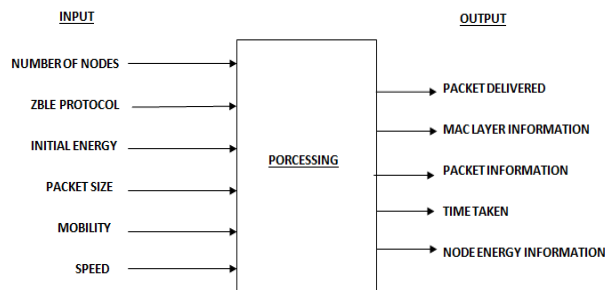 INPUT
OUTPUT
NUMBER OF NODES
ZBLE PROTOCOL
INITIAL ENERGY
PACKET SIZE
MOBILITY
SPEED
PORCESSING
PACKET DELIVERED
MAC LAYER INFORMATION
PACKET INFORMATION
TIME TAKEN
NODE ENERGY INFORMATION